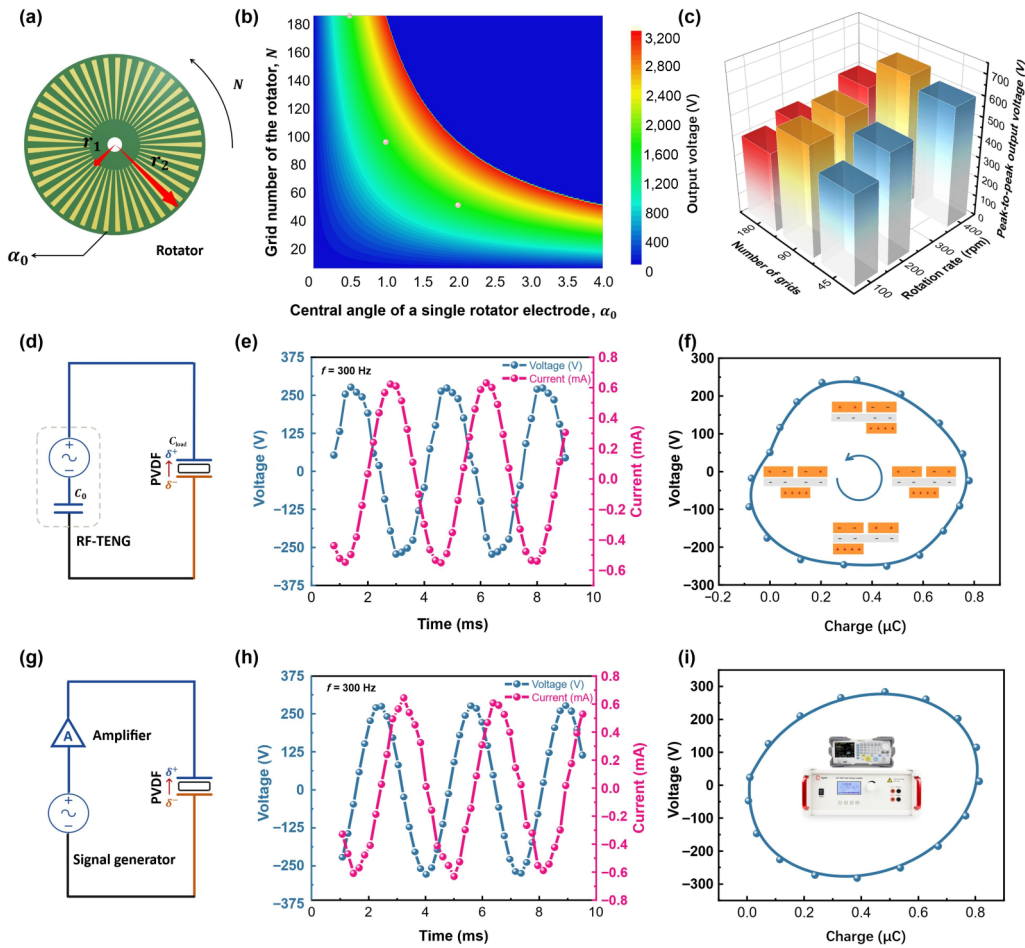 (a)
N
r₁
r₂
α₀
Rotator
(b)
Grid number of the rotator, N
180
160
140
120
100
80
60
40
20
0.5 1.0 1.5 2.0 2.5 3.0 3.5 4.0
Central angle of a single rotator electrode, α₀
3,200
2,800
2,400
2,000
1,600
1,200
800
400
0
Output voltage (V)
(c)
700
600
500
400
300
200
100
0
Peak-to-peak output voltage (V)
180
90
45
Number of grids
100
200
300
400
Rotation rate (rpm)
(d)
C_load
PVDF
δ⁺
δ⁻
C₀
RF-TENG
(e)
f = 300 Hz
Voltage (V)
Current (mA)
375
250
125
0
−125
−250
−375
Voltage (V)
0.8
0.6
0.4
0.2
0.0
−0.2
−0.4
−0.6
Current (mA)
0 2 4 6 8 10
Time (ms)
(f)
300
200
100
0
−100
−200
−300
Voltage (V)
+ + − −
− − − −
+ + + +
− − + +
− − − −
+ + + +
+ + − −
− − − −
+ + + +
− − + +
− − − −
+ + + +
−0.2 0.0 0.2 0.4 0.6 0.8
Charge (μC)
(g)
A
Amplifier
PVDF
δ⁺
δ⁻
Signal generator
(h)
f = 300 Hz
Voltage (V)
Current (mA)
375
250
125
0
−125
−250
−375
Voltage (V)
0.8
0.6
0.4
0.2
0.0
−0.2
−0.4
−0.6
−0.8
Current (mA)
0 2 4 6 8 10
Time (ms)
(i)
300
200
100
0
−100
−200
−300
Voltage (V)
0.0 0.2 0.4 0.6 0.8
Charge (μC)